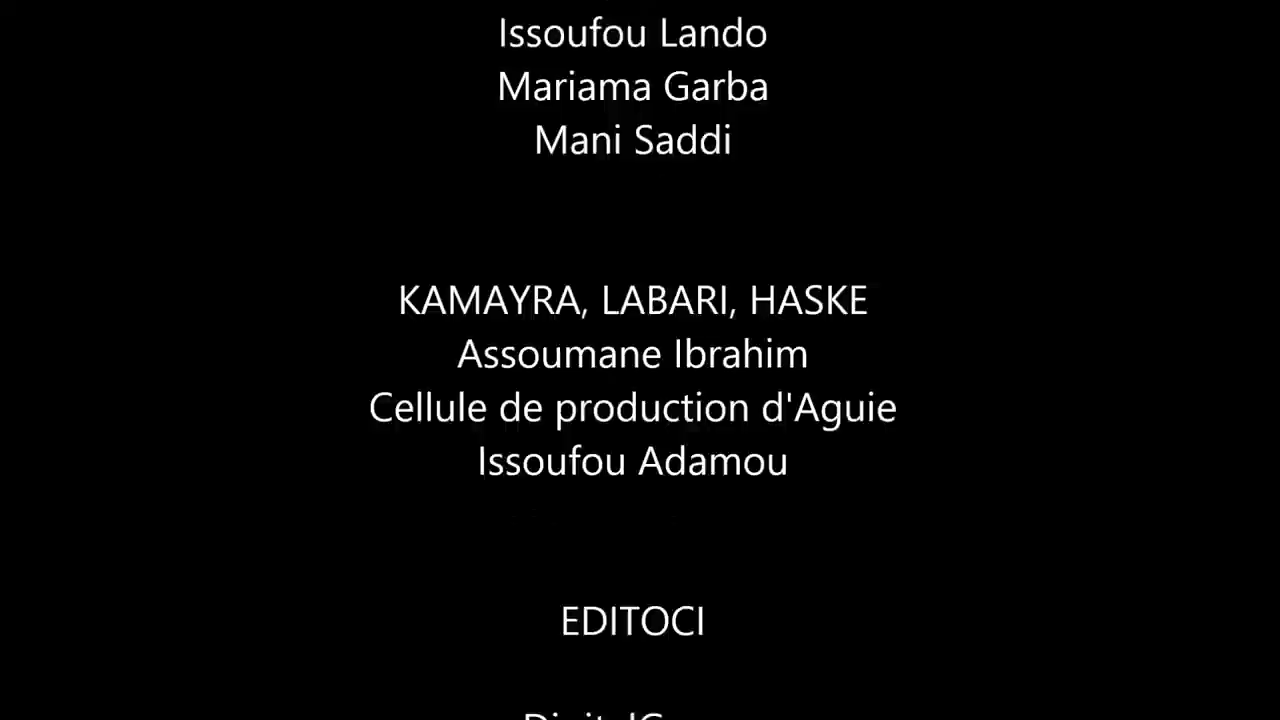 Issoufou Lando
Mariama Garba
Mani Saddi
KAMAYRA, LABARI, HASKE
Assoumane Ibrahim
Cellule de production d'Aguie
Issoufou Adamou
EDITOCI